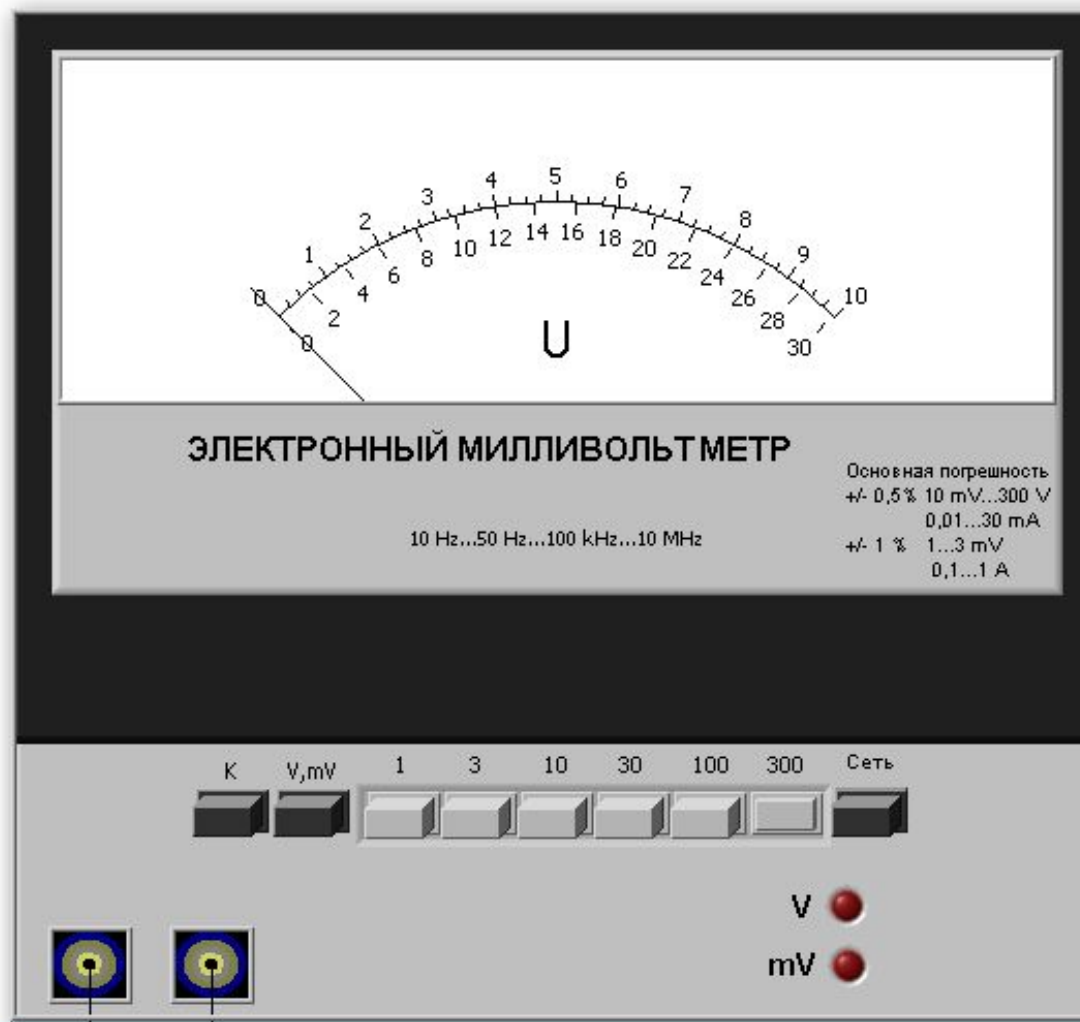 0 1 2 3 4 5 6 7 8 9 10
0 2 4 6 8 10 12 14 16 18 20 22 24 26 28 30
U
ЭЛЕКТРОННЫЙ МИЛЛИВОЛЬТМЕТР
10 Hz...50 Hz...100 kHz...10 MHz
Основная погрешность
+/- 0,5% 10 mV...300 V
0,01...30 mA
+/- 1 % 1...3 mV
0,1...1 A
K V,mV 1 3 10 30 100 300 Сеть
V
mV